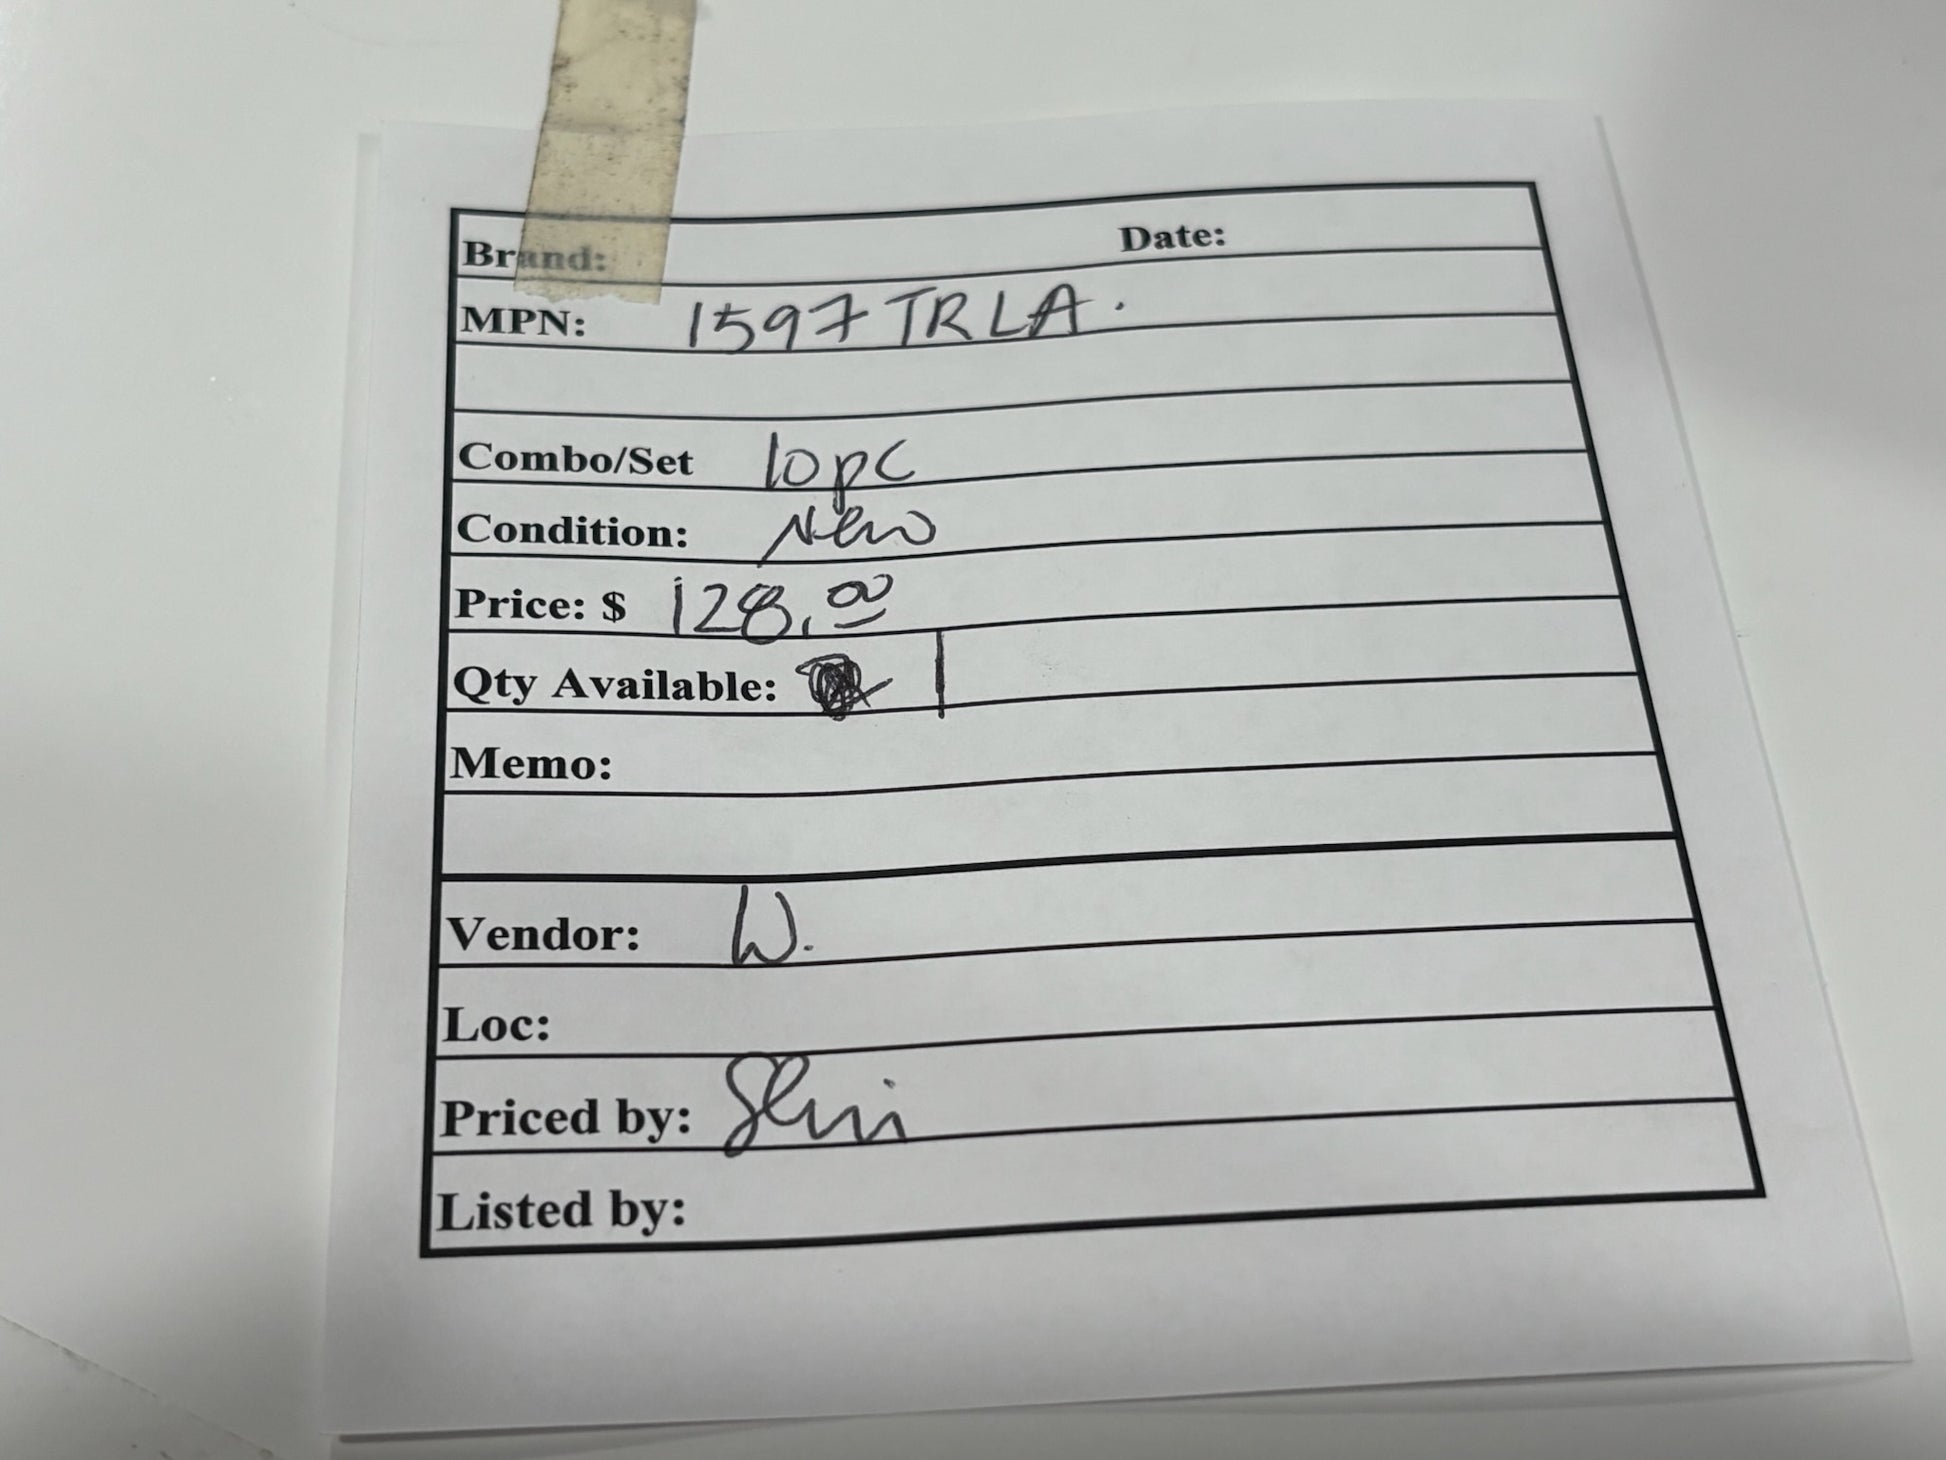 Brand: Date:
MPN: 1597TRLA.
Combo/Set 10pc
Condition: New
Price: $ 128.00
Qty Available: 1
Memo:
Vendor: W.
Loc:
Priced by:
Listed by: